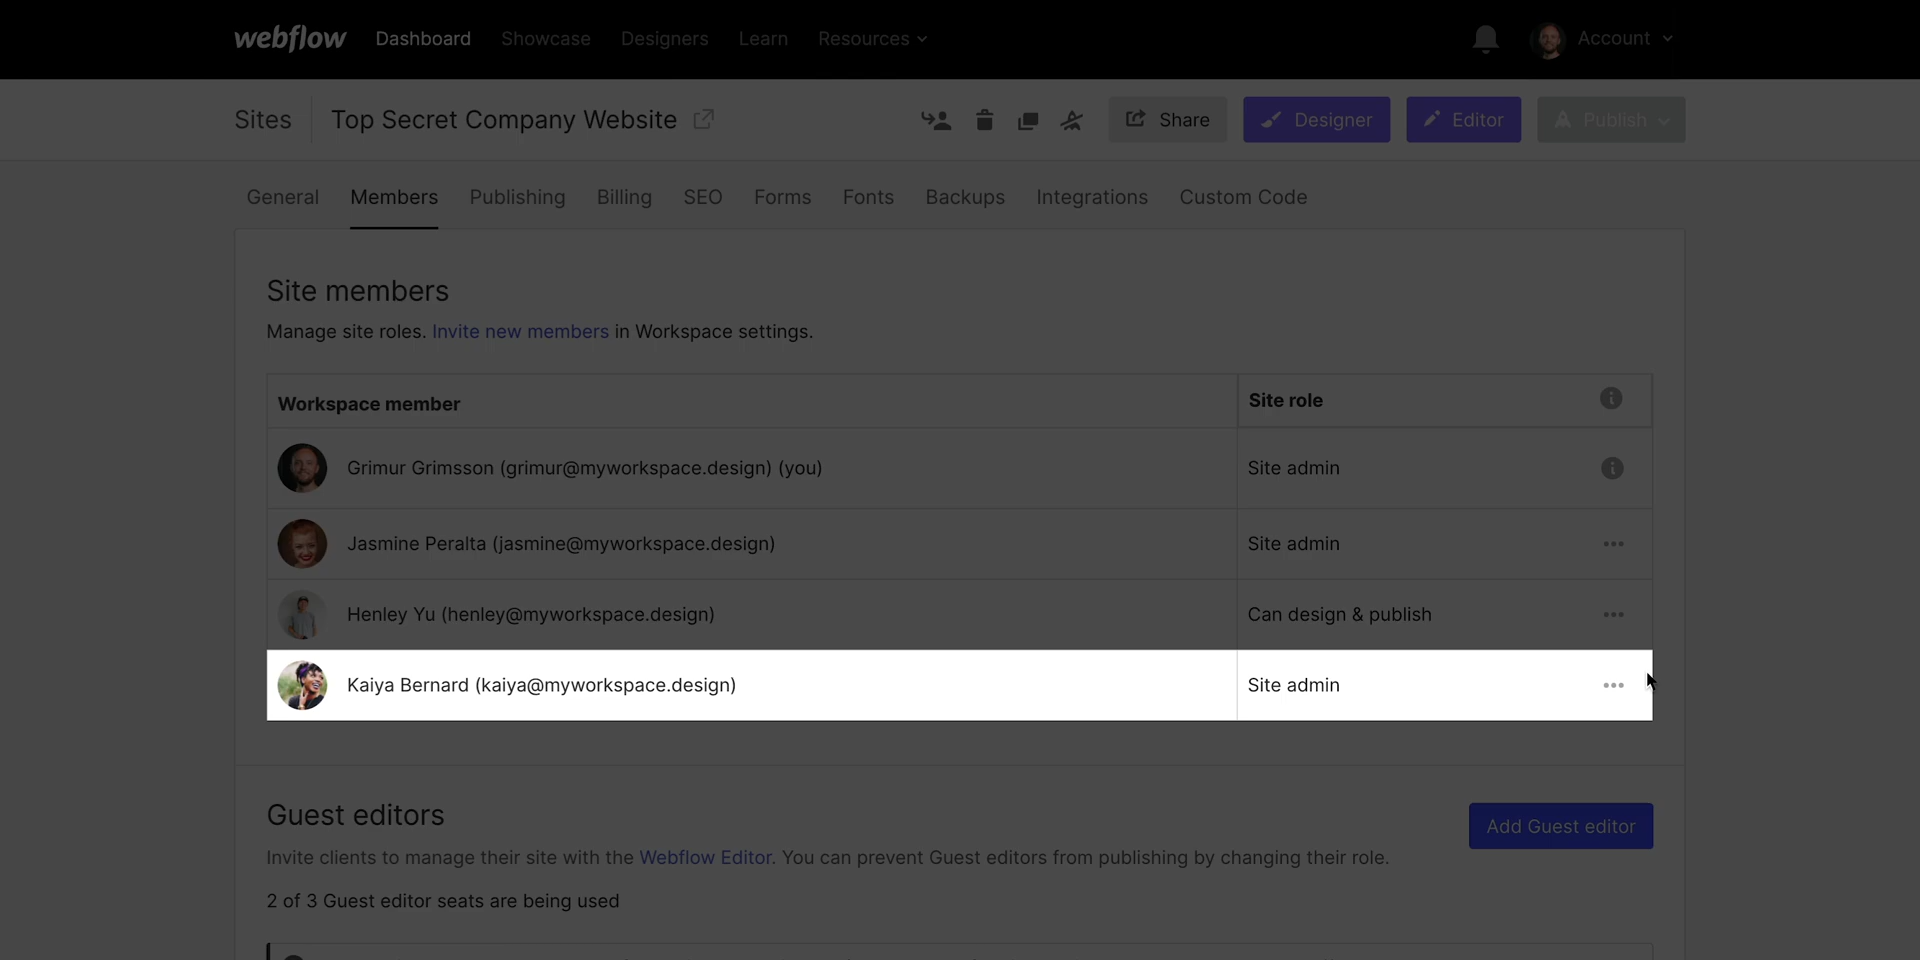 webflow Dashboard Showcase Designers Learn Resources Account
Sites Top Secret Company Website Share Designer Editor Publish
General Members Publishing Billing SEO Forms Fonts Backups Integrations Custom Code
Site members
Manage site roles. Invite new members in Workspace settings.
Workspace member Site role
Grimur Grimsson (grimur@myworkspace.design) (you) Site admin
Jasmine Peralta (jasmine@myworkspace.design) Site admin
Henley Yu (henley@myworkspace.design) Can design & publish
Kaiya Bernard (kaiya@myworkspace.design) Site admin
Guest editors
Add Guest editor
Invite clients to manage their site with the Webflow Editor. You can prevent Guest editors from publishing by changing their role.
2 of 3 Guest editor seats are being used